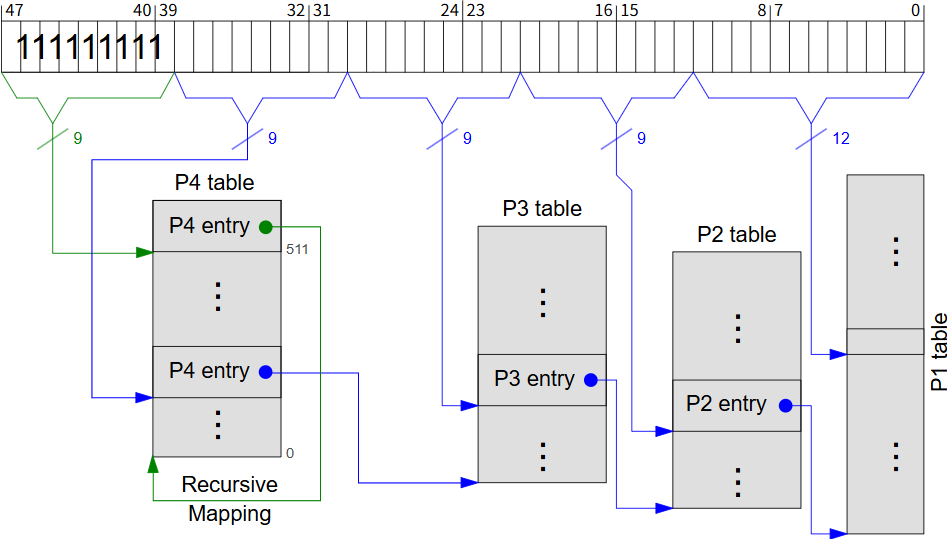 47 40 39 32 31 24 23 16 15 8 7 0
111111111
9 9 9 9 12
P4 table
P3 table
P2 table
P4 entry
511
P1 table
P4 entry
P3 entry
P2 entry
0
Recursive
Mapping